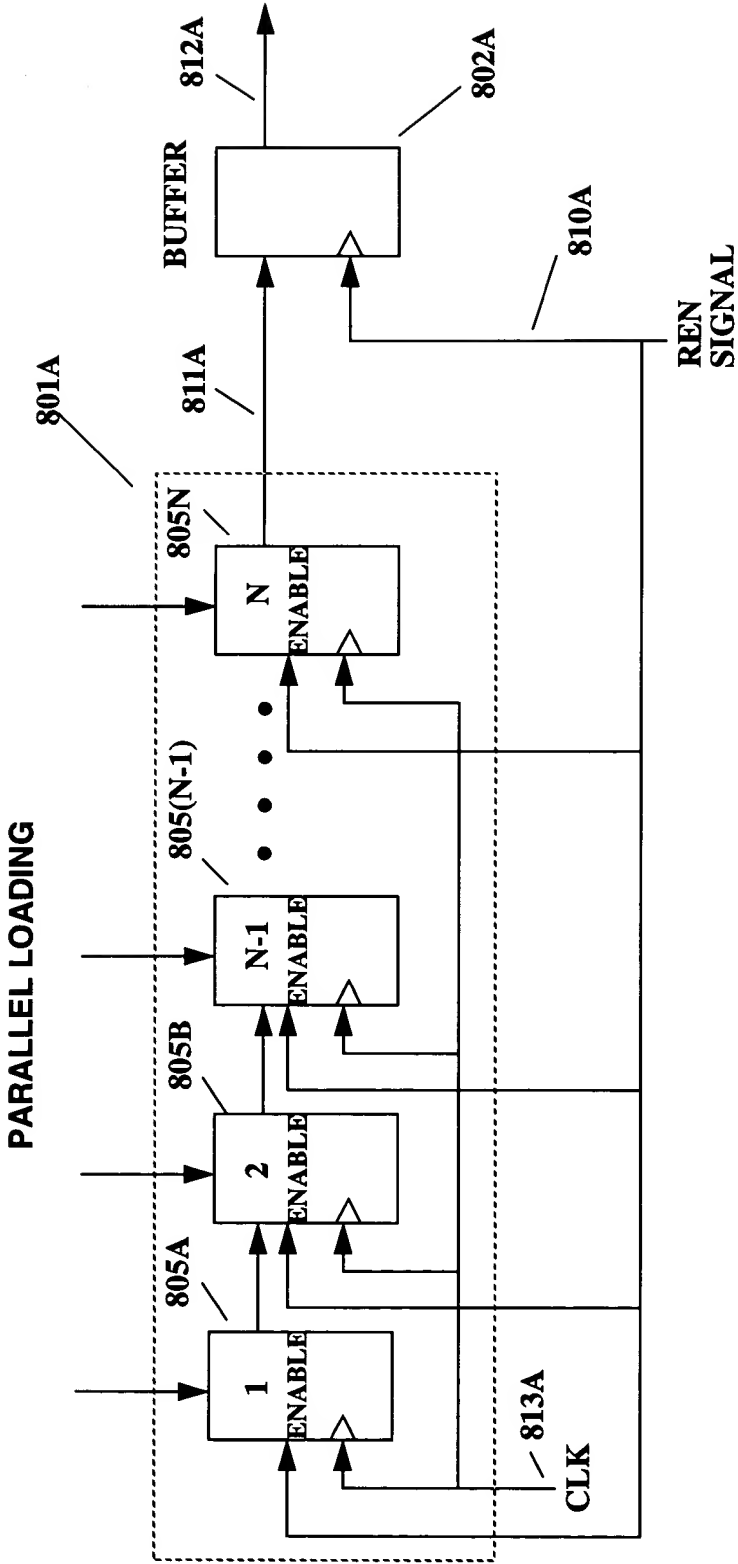 PARALLEL LOADING
801A
805A
805B
805(N-1)
805N
811A
BUFFER
812A
1
ENABLE
2
ENABLE
N-1
ENABLE
N
ENABLE
802A
813A
CLK
810A
REN
SIGNAL